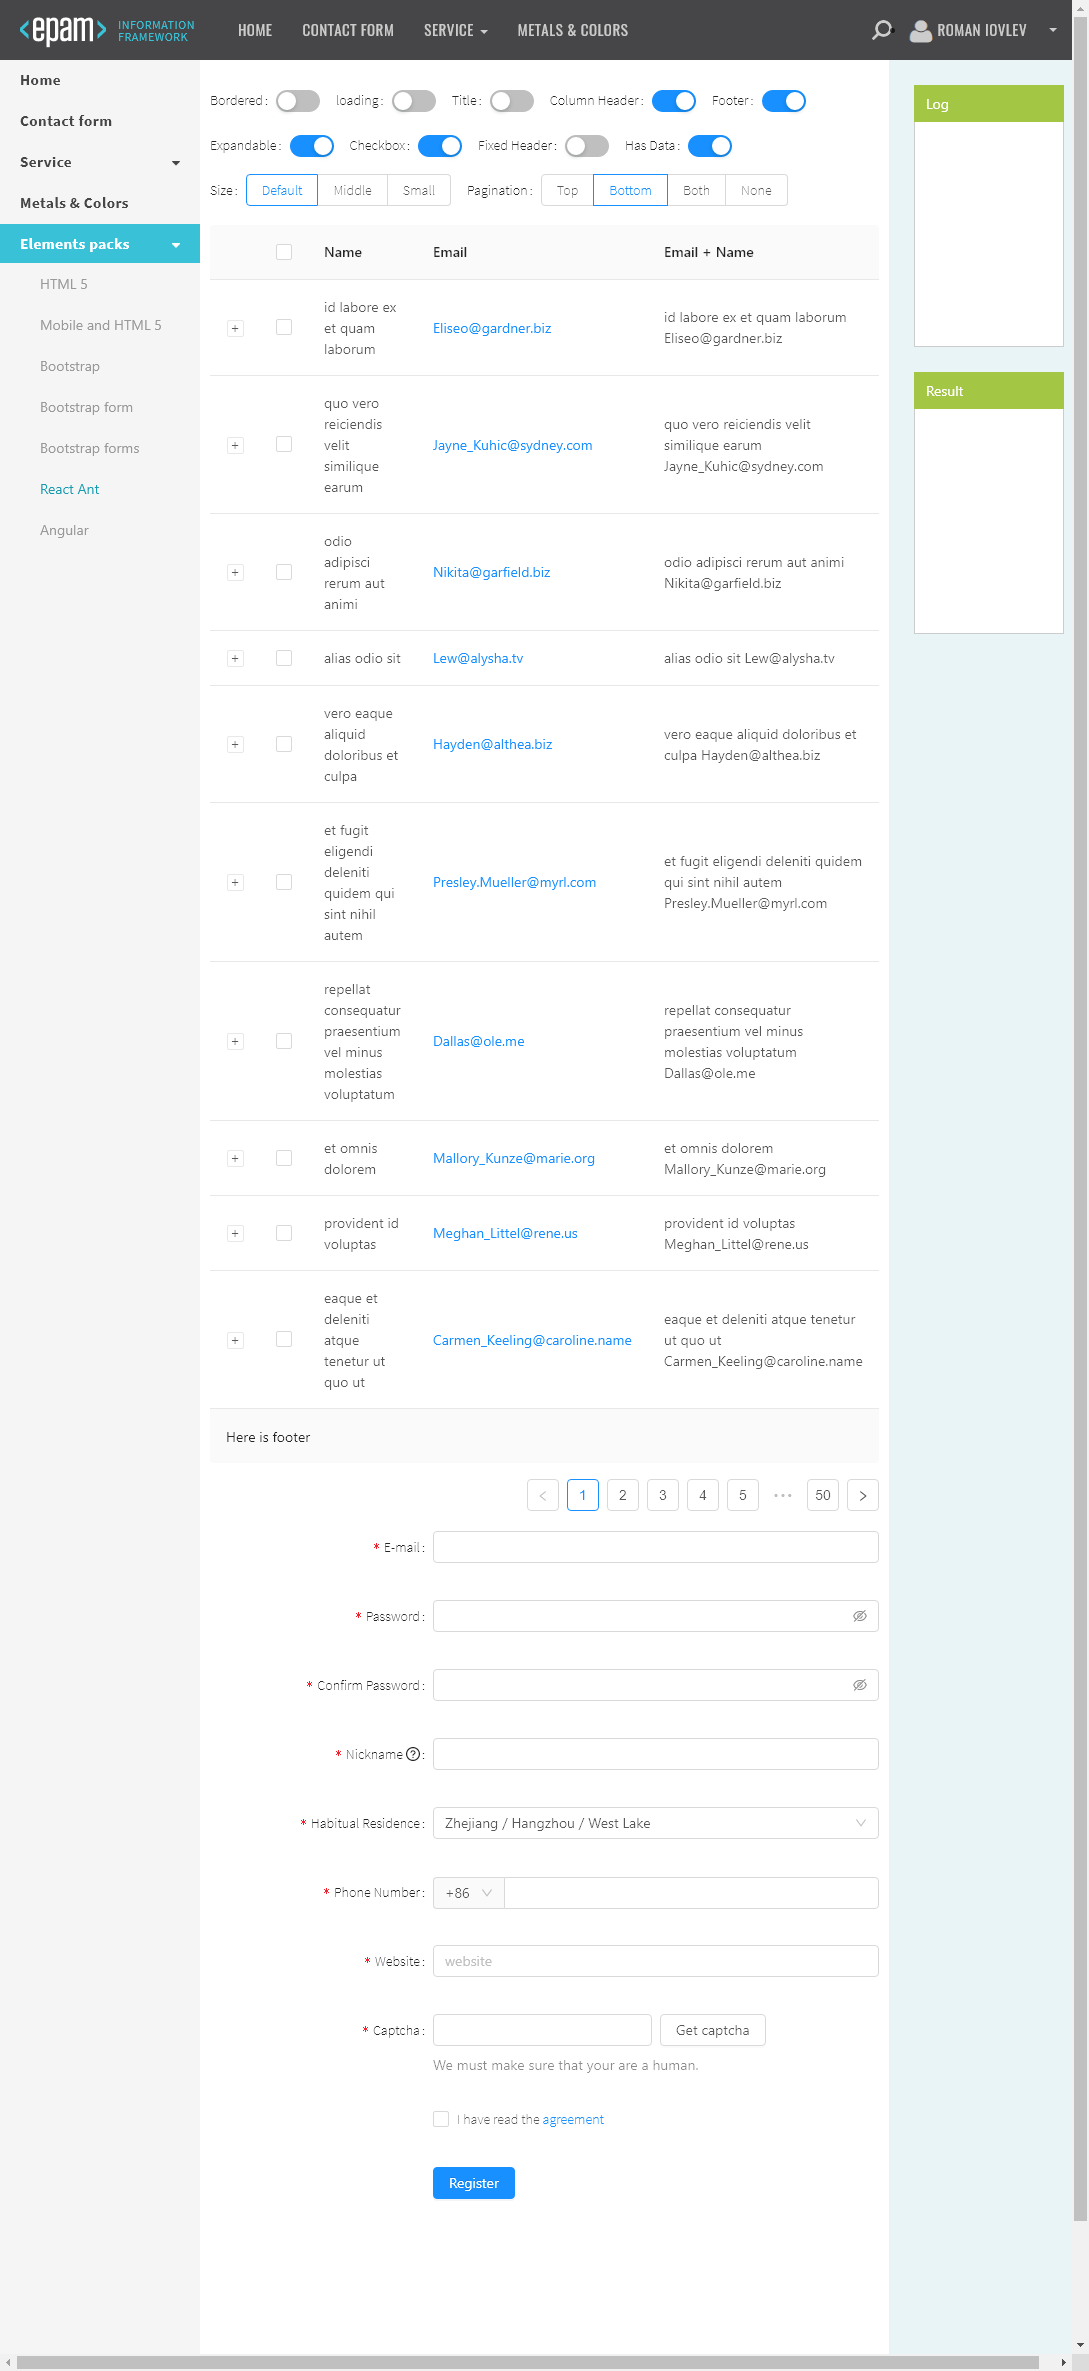 <epam> INFORMATION FRAMEWORK HOME CONTACT FORM SERVICE METALS & COLORS ROMAN IOVLEV
Home
Contact form
Service
Metals & Colors
Elements packs
HTML 5
Mobile and HTML 5
Bootstrap
Bootstrap form
Bootstrap forms
React Ant
Angular
Bordered: loading: Title: Column Header: Footer:
Expandable: Checkbox: Fixed Header: Has Data:
Size: Default Middle Small Pagination: Top Bottom Both None
Name Email Email + Name
id labore ex
et quam
laborum
Eliseo@gardner.biz
id labore ex et quam laborum
Eliseo@gardner.biz
quo vero
reiciendis
velit
similique
earum
Jayne_Kuhic@sydney.com
quo vero reiciendis velit
similique earum
Jayne_Kuhic@sydney.com
odio
adipisci
rerum aut
animi
Nikita@garfield.biz
odio adipisci rerum aut animi
Nikita@garfield.biz
alias odio sit
Lew@alysha.tv
alias odio sit Lew@alysha.tv
vero eaque
aliquid
doloribus et
culpa
Hayden@althea.biz
vero eaque aliquid doloribus et
culpa Hayden@althea.biz
et fugit
eligendi
deleniti
quidem qui
sint nihil
autem
Presley.Mueller@myrl.com
et fugit eligendi deleniti quidem
qui sint nihil autem
Presley.Mueller@myrl.com
repellat
consequatur
praesentium
vel minus
molestias
voluptatum
Dallas@ole.me
repellat consequatur
praesentium vel minus
molestias voluptatum
Dallas@ole.me
et omnis
dolorem
Mallory_Kunze@marie.org
et omnis dolorem
Mallory_Kunze@marie.org
provident id
voluptas
Meghan_Littel@rene.us
provident id voluptas
Meghan_Littel@rene.us
eaque et
deleniti
atque
tenetur ut
quo ut
Carmen_Keeling@caroline.name
eaque et deleniti atque tenetur
ut quo ut
Carmen_Keeling@caroline.name
Here is footer
< 1 2 3 4 5 ••• 50 >
* E-mail:
* Password:
* Confirm Password:
* Nickname ?:
* Habitual Residence: Zhejiang / Hangzhou / West Lake
* Phone Number: +86
* Website: website
* Captcha: Get captcha
We must make sure that your are a human.
I have read the agreement
Register
Log
Result